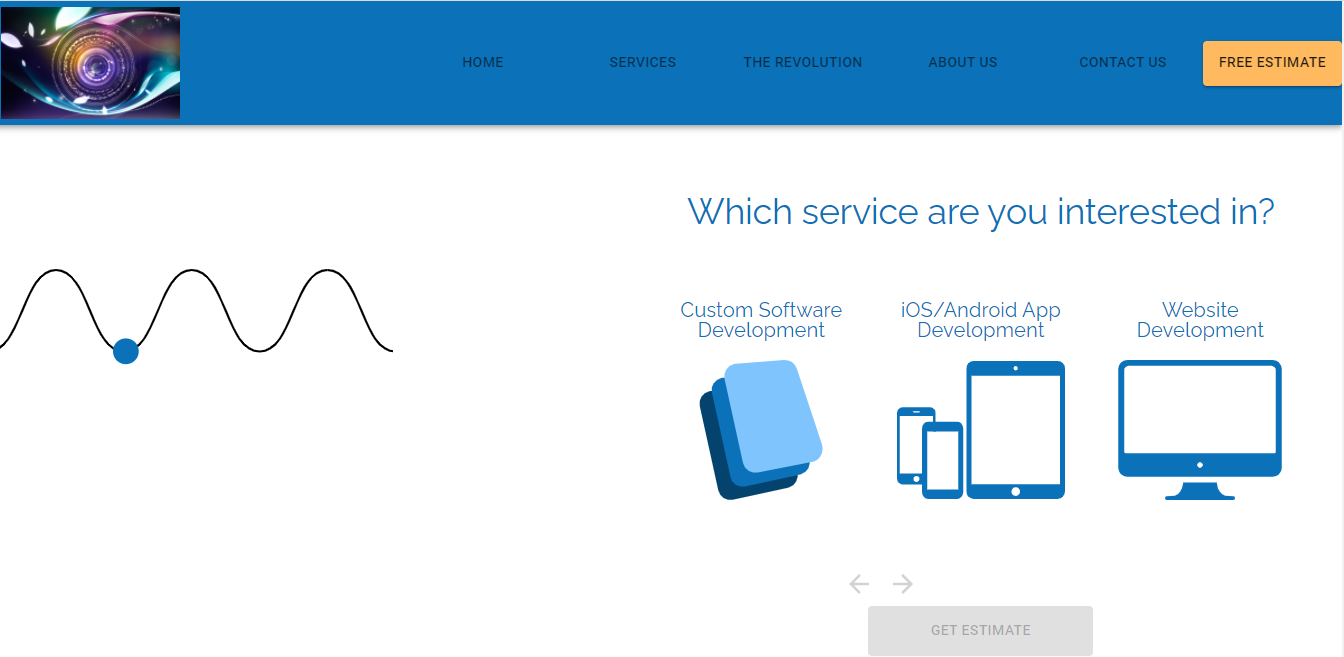 HOME
SERVICES
THE REVOLUTION
ABOUT US
CONTACT US
FREE ESTIMATE
Which service are you interested in?
Custom Software
Development
iOS/Android App
Development
Website
Development
GET ESTIMATE